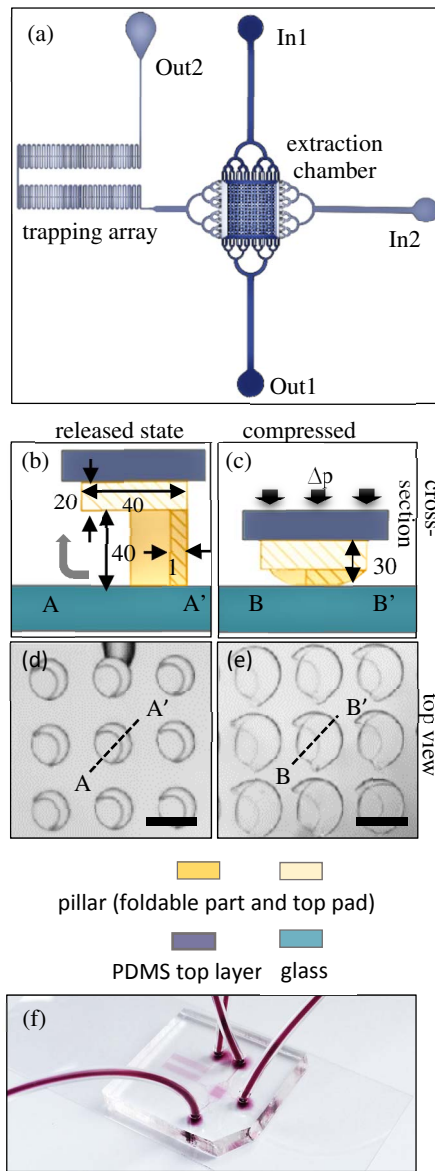 (a)
Out2
In1
extraction
chamber
trapping array
In2
Out1
released state
compressed
(b)
20
40
40
1
A
A’
(c)
Δp
30
B
B’
cross-
section
(d)
A’
A
(e)
B’
B
top view
pillar (foldable part and top pad)
PDMS top layer
glass
(f)